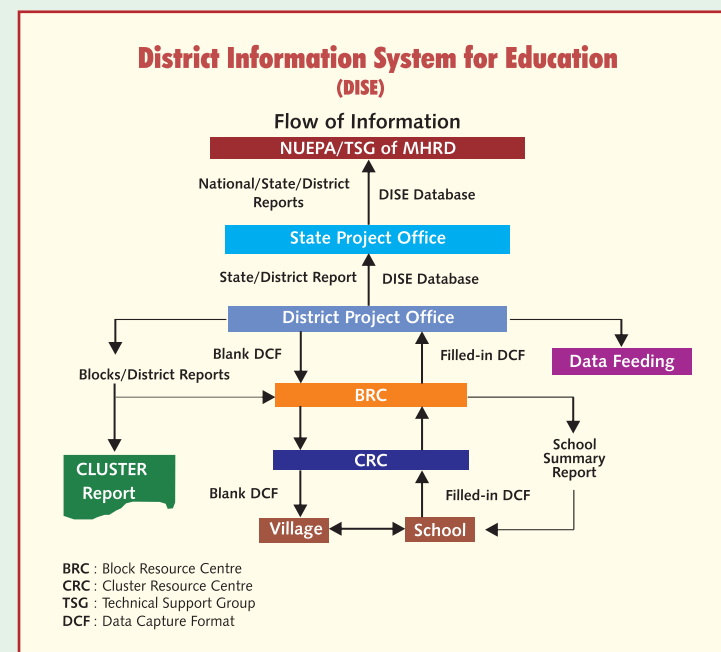 District Information System for Education
(DISE)
Flow of Information
NUEPA/TSG of MHRD
National/State/District
Reports
DISE Database
State Project Office
State/District Report
DISE Database
District Project Office
Blank DCF
Filled-in DCF
Data Feeding
Blocks/District Reports
BRC
School
Summary
Report
CRC
CLUSTER
Report
Blank DCF
Filled-in DCF
Village
School
BRC : Block Resource Centre
CRC : Cluster Resource Centre
TSG : Technical Support Group
DCF : Data Capture Format